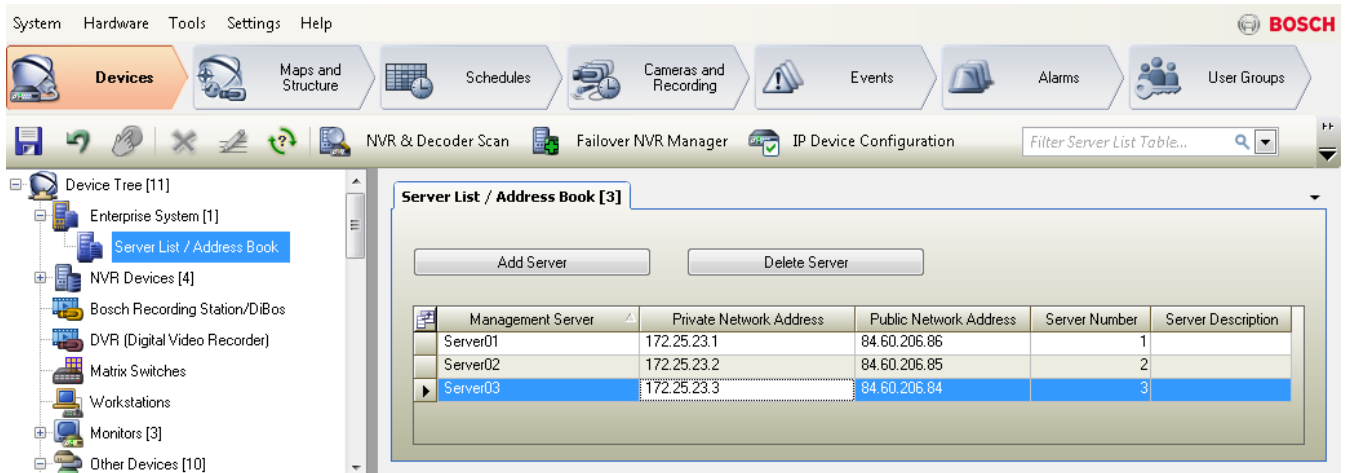 System Hardware Tools Settings Help
BOSCH
Devices
Maps and
Structure
Schedules
Cameras and
Recording
Events
Alarms
User Groups
NVR & Decoder Scan
Failover NVR Manager
IP Device Configuration
Filter Server List Table...
Device Tree [11]
Enterprise System [1]
Server List / Address Book
NVR Devices [4]
Bosch Recording Station/DiBos
DVR (Digital Video Recorder)
Matrix Switches
Workstations
Monitors [3]
Other Devices [10]
Server List / Address Book [3]
Add Server Delete Server
Management Server Private Network Address Public Network Address Server Number Server Description
Server01 172.25.23.1 84.60.206.86 1
Server02 172.25.23.2 84.60.206.85 2
Server03 172.25.23.3 84.60.206.84 3